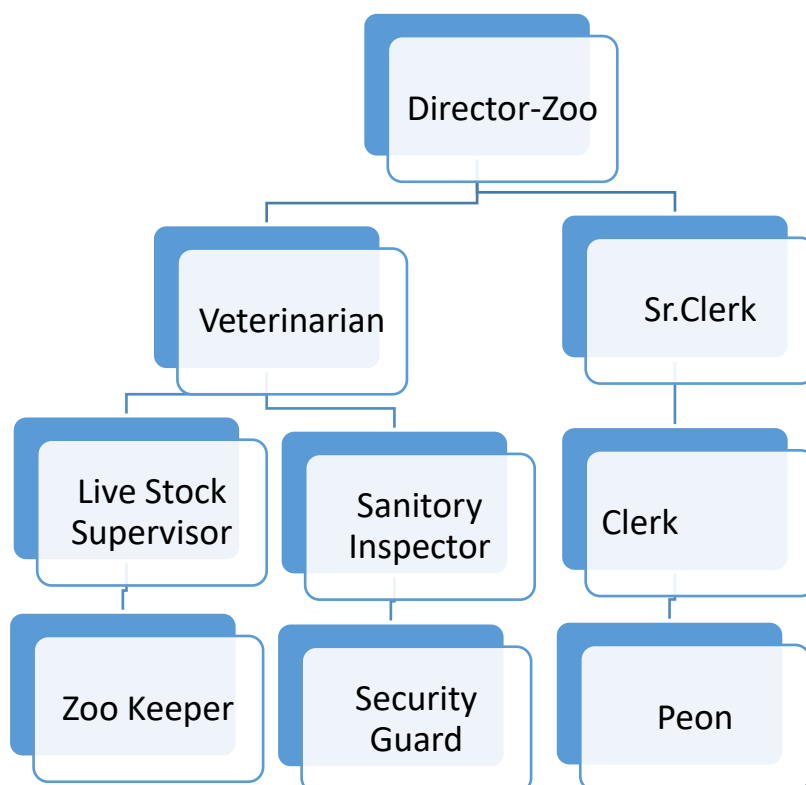 Director-Zoo
Veterinarian
Sr.Clerk
Live Stock
Supervisor
Sanitory
Inspector
Clerk
Zoo Keeper
Security
Guard
Peon